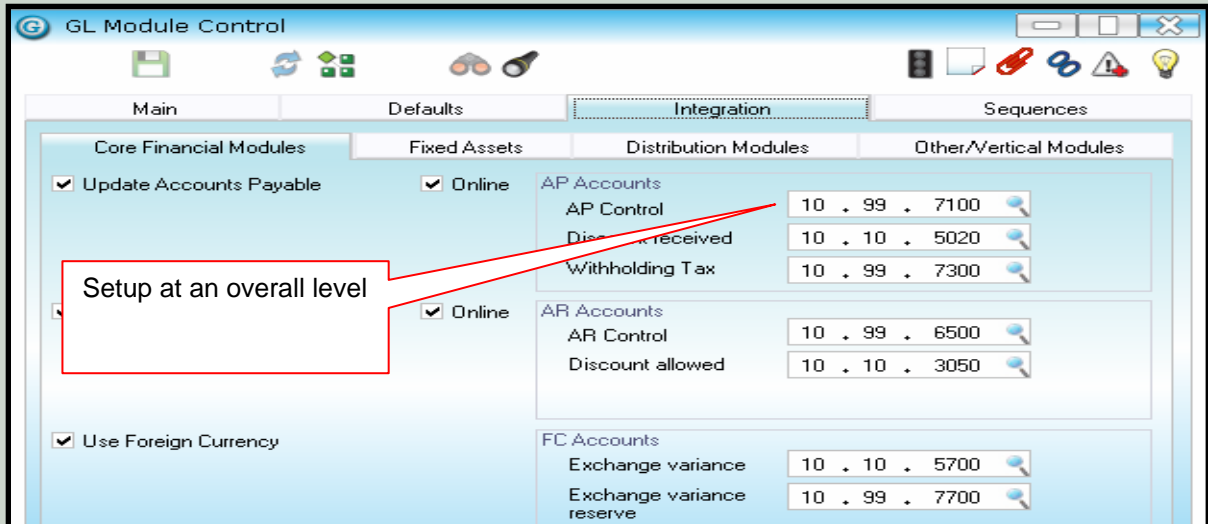 GL Module Control
Main Defaults Integration Sequences
Core Financial Modules Fixed Assets Distribution Modules Other/Vertical Modules
Update Accounts Payable Online AP Accounts
AP Control 10 . 99 . 7100
received 10 . 10 . 5020
Withholding Tax 10 . 99 . 7300
Setup at an overall level
Online AR Accounts
AR Control 10 . 99 . 6500
Discount allowed 10 . 10 . 3050
Use Foreign Currency FC Accounts
Exchange variance 10 . 10 . 5700
Exchange variance reserve 10 . 99 . 7700